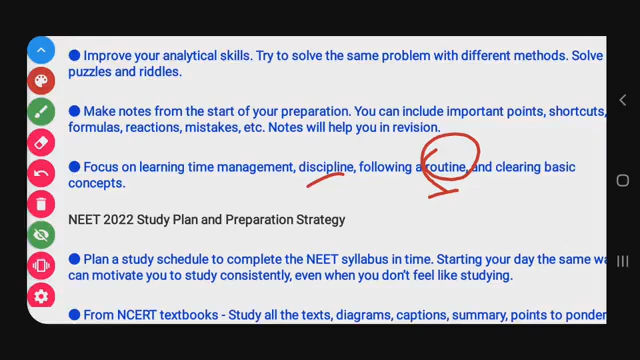 ● Improve your analytical skills. Try to solve the same problem with different methods. Solve
puzzles and riddles.
● Make notes from the start of your preparation. You can include important points, shortcuts,
formulas, reactions, mistakes, etc. Notes will help you in revision.
● Focus on learning time management, discipline, following a routine, and clearing basic
concepts.
NEET 2022 Study Plan and Preparation Strategy
● Plan a study schedule to complete the NEET syllabus in time. Starting your day the same wa
can motivate you to study consistently, even when you don't feel like studying.
● From NCERT textbooks - Study all the texts, diagrams, captions, summary, points to ponder